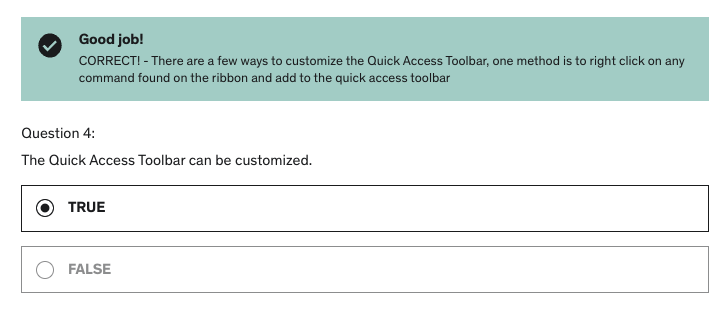 Good job!
CORRECT! - There are a few ways to customize the Quick Access Toolbar, one method is to right click on any
command found on the ribbon and add to the quick access toolbar
Question 4:
The Quick Access Toolbar can be customized.
TRUE
FALSE